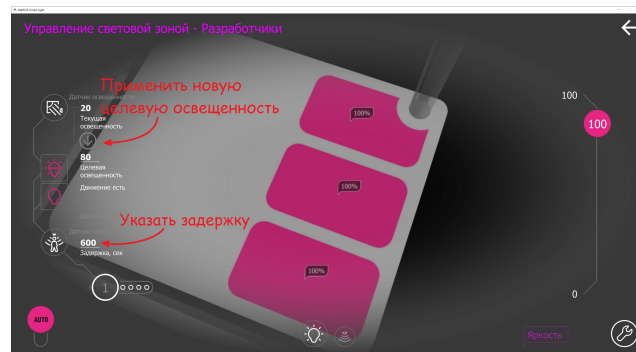 Управление световой зоной - Разработчики
Применить новую
целевую освещенность
Датчик освещенности
20
Текущая
освещенность
80
Целевая
освещенность
Движение есть
Указать задержку
600
Задержка, сек
1
AUTO
100%
100%
100%
100
100
0
Яркость